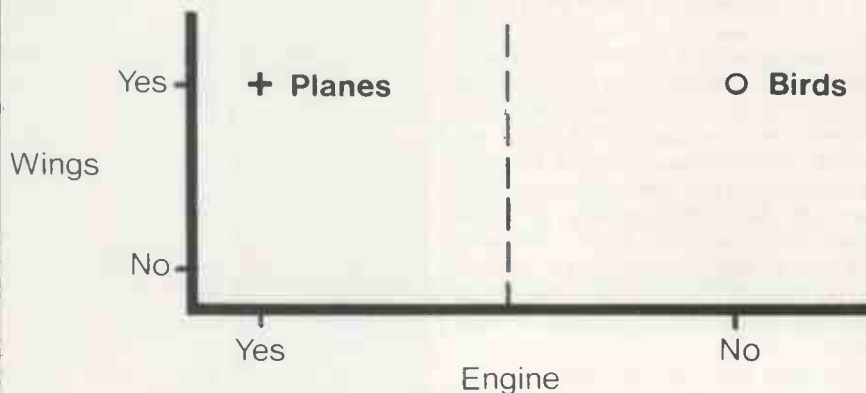 Yes + Planes o Birds
Wings
No
Yes No
Engine